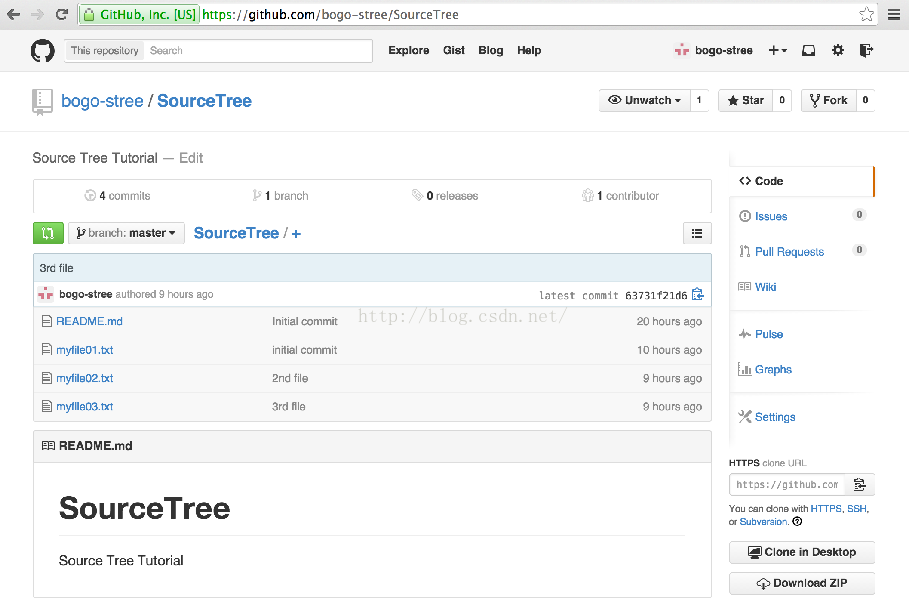 GitHub, Inc. [US] https://github.com/bogo-stree/SourceTree
This repository Search Explore Gist Blog Help bogo-stree +
bogo-stree / SourceTree Unwatch 1 Star 0 Fork 0
Source Tree Tutorial — Edit
4 commits 1 branch 0 releases 1 contributor
branch: master SourceTree / +
3rd file
bogo-stree authored 9 hours ago latest commit 63731f21d6
http://blog.csdn.net/
README.md Initial commit 20 hours ago
myfile01.txt initial commit 10 hours ago
myfile02.txt 2nd file 9 hours ago
myfile03.txt 3rd file 9 hours ago
README.md
SourceTree
Source Tree Tutorial
Code
Issues 0
Pull Requests 0
Wiki
Pulse
Graphs
Settings
HTTPS clone URL
https://github.com
You can clone with HTTPS, SSH,
or Subversion.
Clone in Desktop
Download ZIP